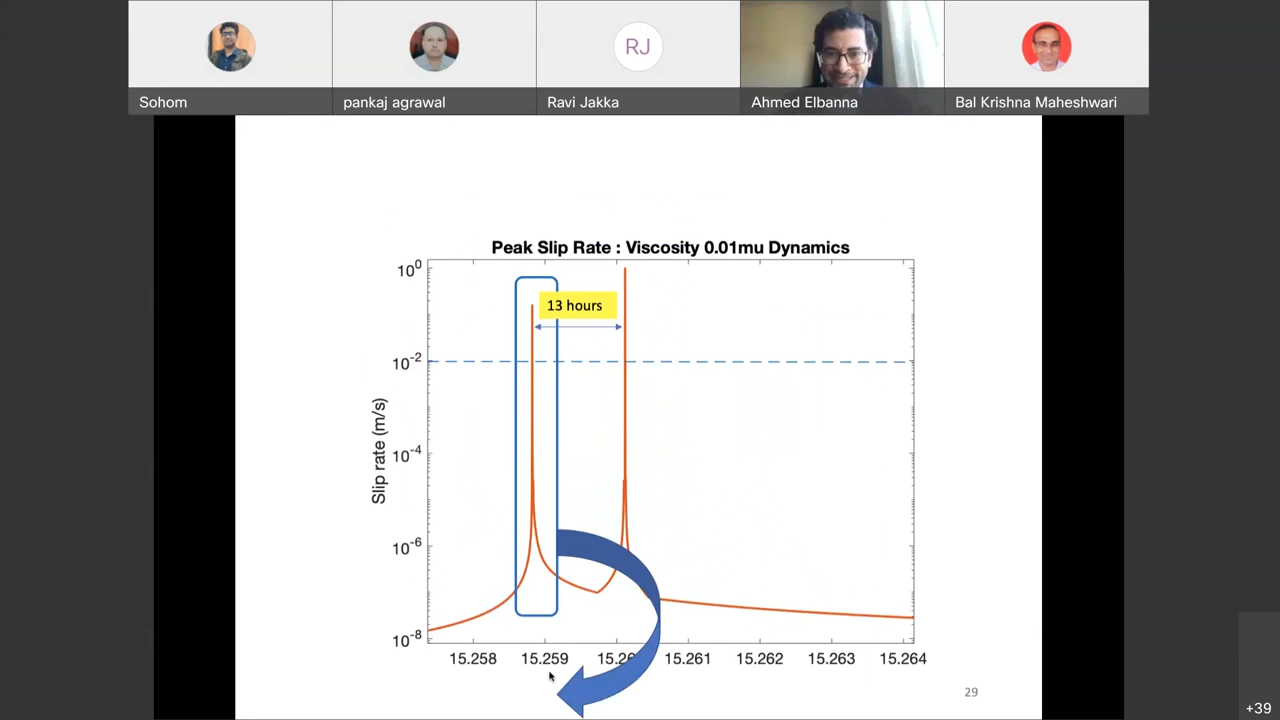 RJ
Sohom
pankaj agrawal
Ravi Jakka
Ahmed Elbanna
Bal Krishna Maheshwari
Peak Slip Rate : Viscosity 0.01mu Dynamics
10^0
13 hours
10^-2
10^-4
Slip rate (m/s)
10^-6
10^-8
15.258 15.259 15.261 15.262 15.263 15.264
29
+39